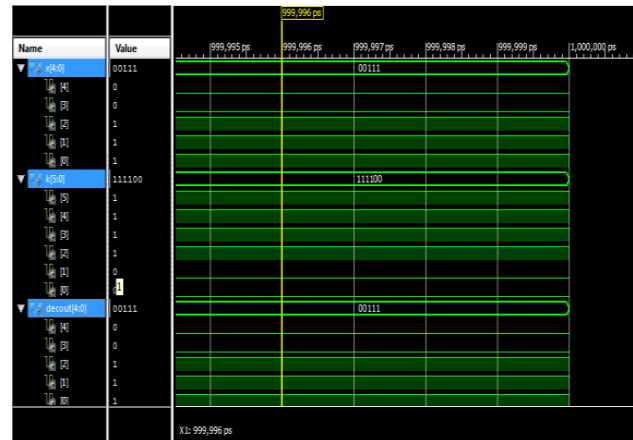 999,996 ps
Name Value 999,995 ps 999,996 ps 999,997 ps 999,998 ps 999,999 ps 1,000,000 ps
x[4:0] 00111 00111
[4] 0
[3] 0
[2] 1
[1] 1
[0] 1
k[5:0] 111100 111100
[5] 1
[4] 1
[3] 1
[2] 1
[1] 0
[0] 1
decout[4:0] 00111 00111
[4] 0
[3] 0
[2] 1
[1] 1
[0] 1
X1: 999,996 ps